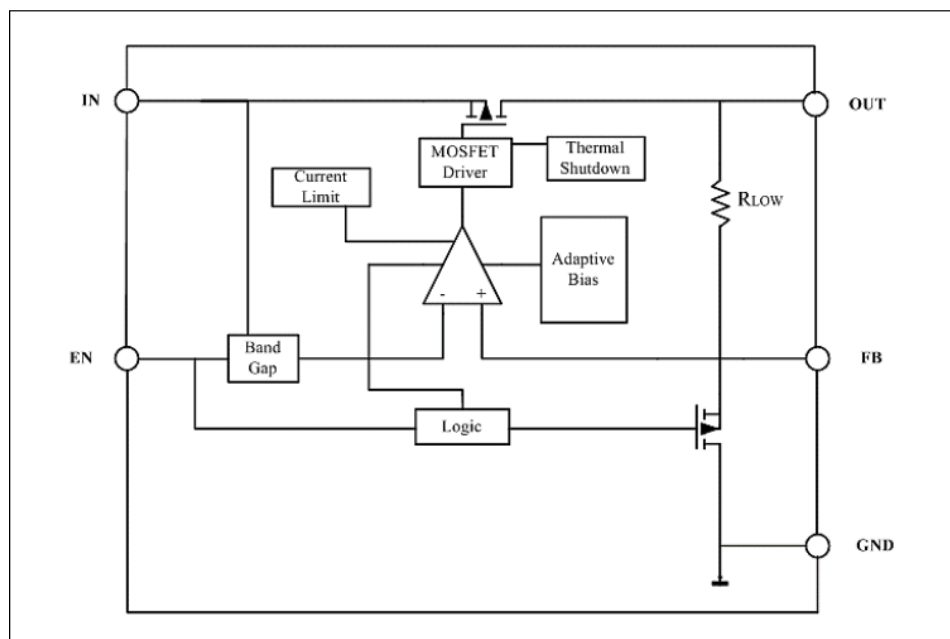 IN
OUT
MOSFET
Driver
Thermal
Shutdown
Current
Limit
RLOW
Adaptive
Bias
- +
EN
Band
Gap
FB
Logic
GND